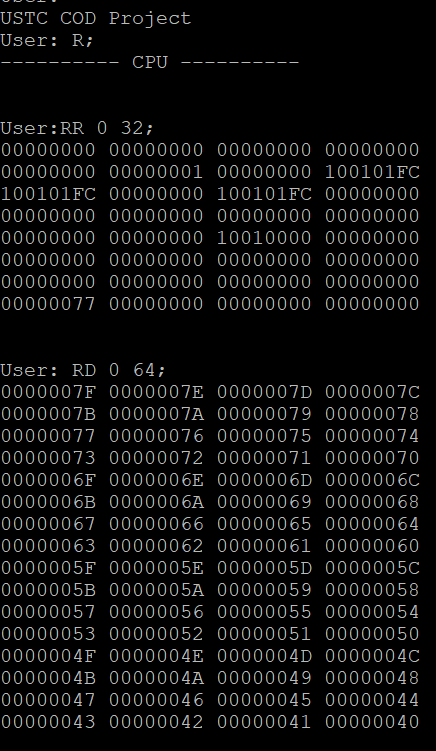 USTC COD Project
User: R;
---------- CPU ----------
User:RR 0 32;
00000000 00000000 00000000 00000000
00000000 00000001 00000000 100101FC
100101FC 00000000 100101FC 00000000
00000000 00000000 00000000 00000000
00000000 00000000 10010000 00000000
00000000 00000000 00000000 00000000
00000000 00000000 00000000 00000000
00000077 00000000 00000000 00000000
User: RD 0 64;
0000007F 0000007E 0000007D 0000007C
0000007B 0000007A 00000079 00000078
00000077 00000076 00000075 00000074
00000073 00000072 00000071 00000070
0000006F 0000006E 0000006D 0000006C
0000006B 0000006A 00000069 00000068
00000067 00000066 00000065 00000064
00000063 00000062 00000061 00000060
0000005F 0000005E 0000005D 0000005C
0000005B 0000005A 00000059 00000058
00000057 00000056 00000055 00000054
00000053 00000052 00000051 00000050
0000004F 0000004E 0000004D 0000004C
0000004B 0000004A 00000049 00000048
00000047 00000046 00000045 00000044
00000043 00000042 00000041 00000040